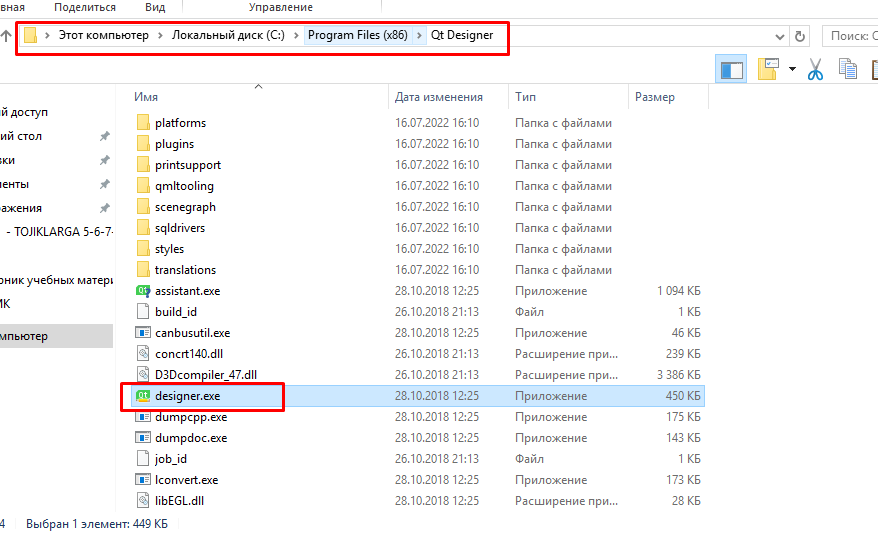 вная Поделиться Вид Управление
Этот компьютер > Локальный диск (C:) > Program Files (x86) > Qt Designer
Поиск: С
Имя Дата изменения Тип Размер
й доступ
ий стол
вки
менты
ражения
- TOJIKLARGA 5-6-7-
рник учебных матери
МК
мпьютер
platforms 16.07.2022 16:10 Папка с файлами
plugins 16.07.2022 16:10 Папка с файлами
printsupport 16.07.2022 16:10 Папка с файлами
qmltooling 16.07.2022 16:10 Папка с файлами
scenegraph 16.07.2022 16:10 Папка с файлами
sqldrivers 16.07.2022 16:10 Папка с файлами
styles 16.07.2022 16:10 Папка с файлами
translations 16.07.2022 16:10 Папка с файлами
assistant.exe 28.10.2018 12:25 Приложение 1 094 КБ
build_id 26.10.2018 21:13 Файл 1 КБ
canbusutil.exe 28.10.2018 12:25 Приложение 46 КБ
concrt140.dll 26.10.2018 21:13 Расширение при... 239 КБ
D3Dcompiler_47.dll 26.10.2018 21:13 Расширение при... 3 386 КБ
designer.exe 28.10.2018 12:25 Приложение 450 КБ
dumpcpp.exe 28.10.2018 12:25 Приложение 175 КБ
dumpdoc.exe 28.10.2018 12:25 Приложение 143 КБ
job_id 26.10.2018 21:13 Файл 1 КБ
lconvert.exe 28.10.2018 12:25 Приложение 173 КБ
libEGL.dll 28.10.2018 12:25 Расширение при... 28 КБ
4 Выбран 1 элемент: 449 КБ